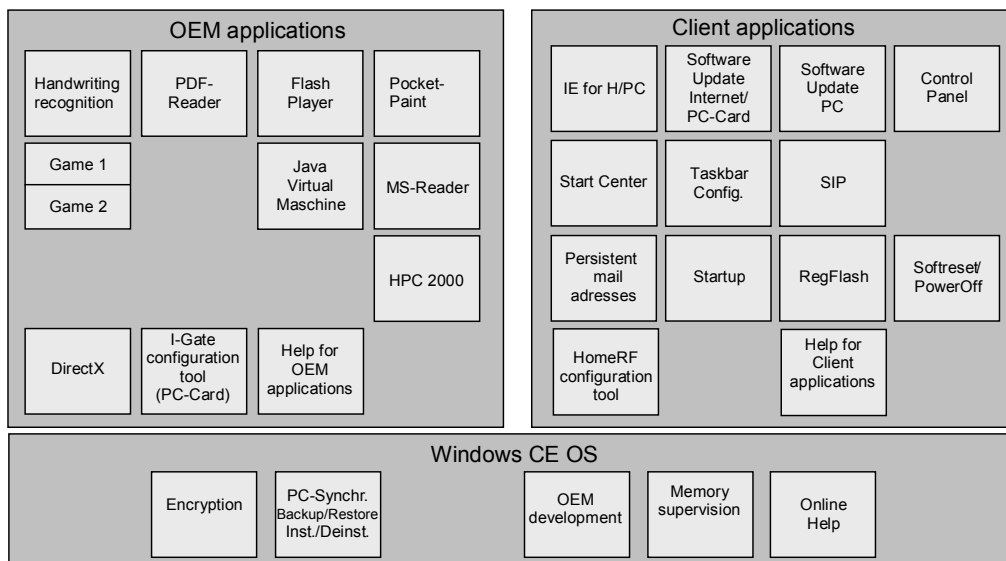 OEM applications
Handwriting
recognition
PDF-
Reader
Flash
Player
Pocket-
Paint
Game 1
Game 2
Java
Virtual
Maschine
MS-Reader
HPC 2000
DirectX
I-Gate
configuration
tool
(PC-Card)
Help for
OEM
applications
Client applications
IE for H/PC
Software
Update
Internet/
PC-Card
Software
Update
PC
Control
Panel
Start Center
Taskbar
Config.
SIP
Persistent
mail
adresses
Startup
RegFlash
Softreset/
PowerOff
HomeRF
configuration
tool
Help for
Client
applications
Windows CE OS
Encryption
PC-Synchr.
Backup/Restore
Inst./Deinst.
OEM
development
Memory
supervision
Online
Help